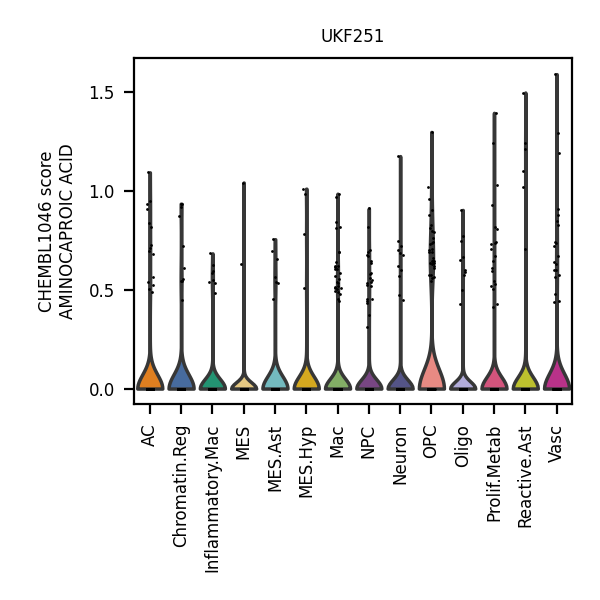 UKF251
CHEMBL1046 score
AMINOCAPROIC ACID
1.5
1.0
0.5
0.0
AC
Chromatin.Reg
Inflammatory.Mac
MES
MES.Ast
MES.Hyp
Mac
NPC
Neuron
OPC
Oligo
Prolif.Metab
Reactive.Ast
Vasc